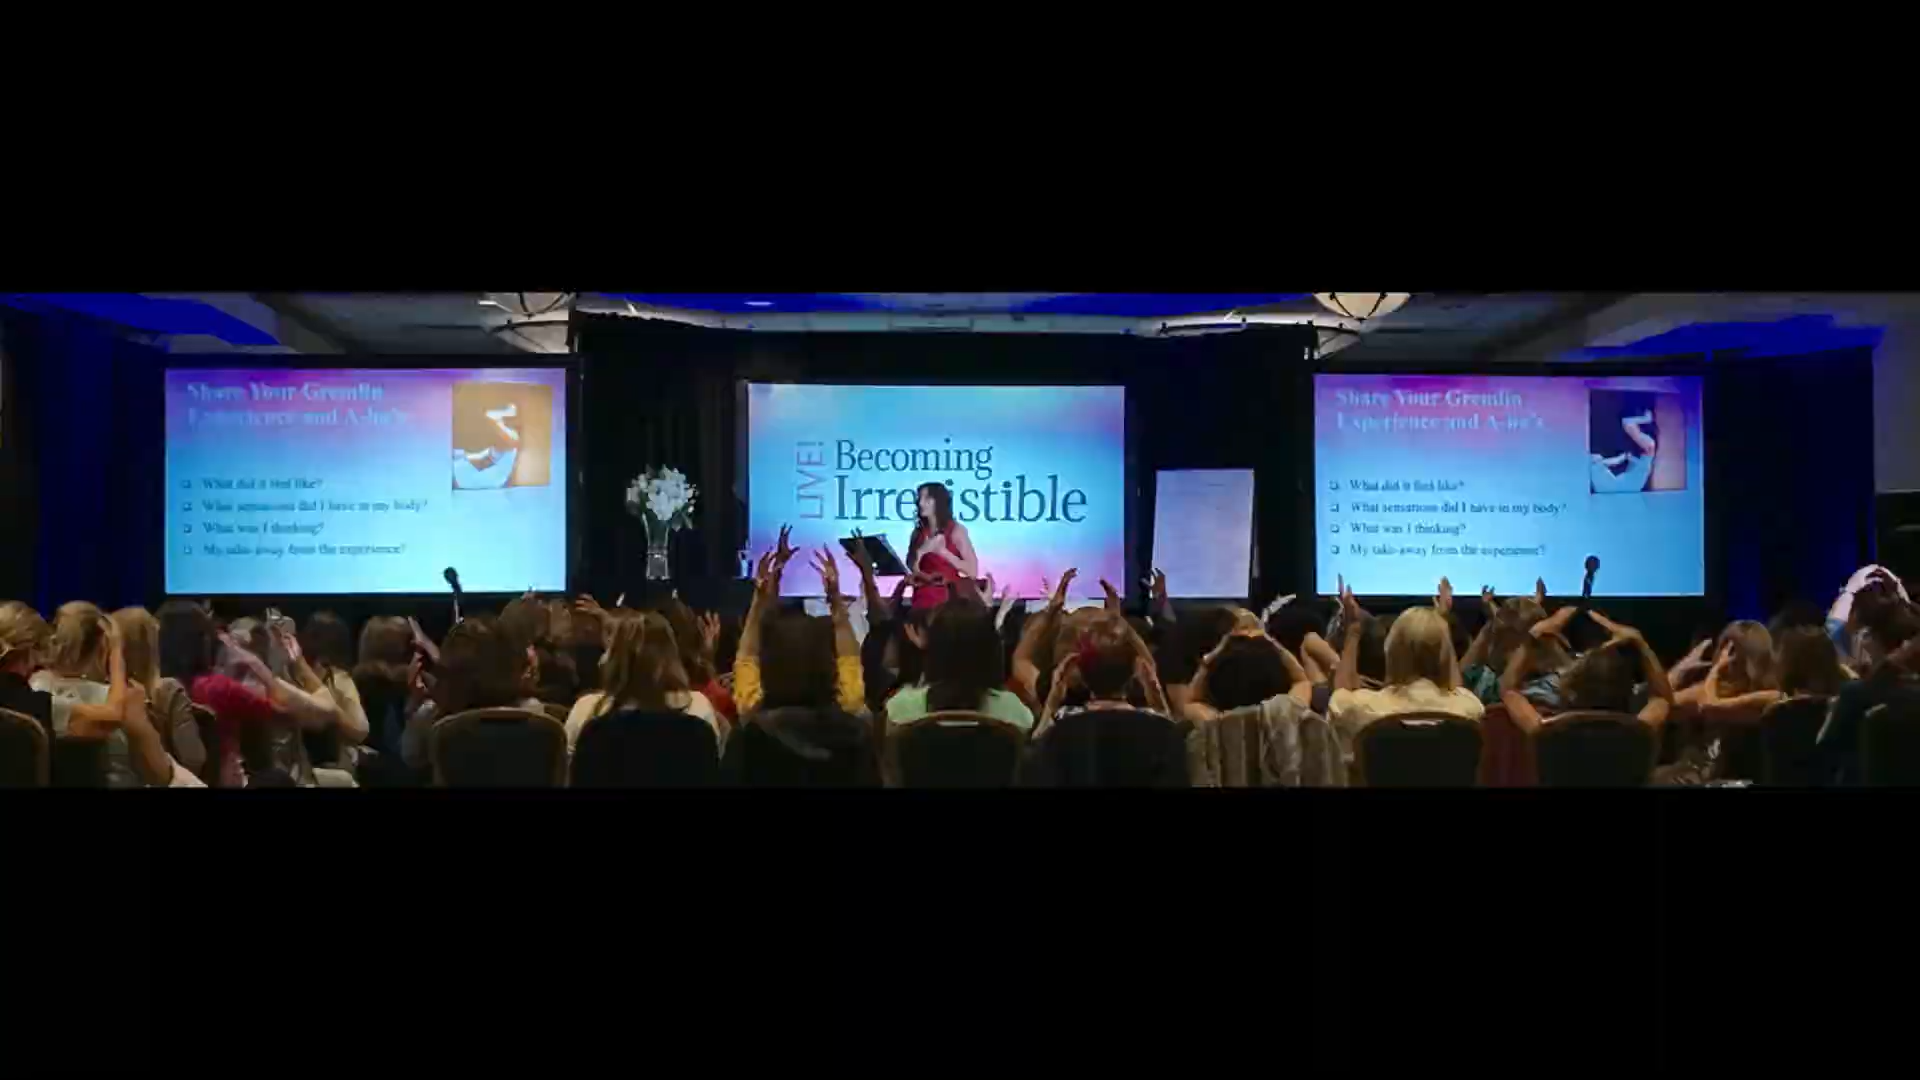 Share Your Gremlin
Experience and A-ha's
❑ What did it feel like?
❑ What sensations did I have in my body?
❑ What was I thinking?
❑ My take-away from the experience?
LIVE!
Becoming
Irresistible
Share Your Gremlin
Experience and A-ha's
❑ What did it feel like?
❑ What sensations did I have in my body?
❑ What was I thinking?
❑ My take-away from the experience?